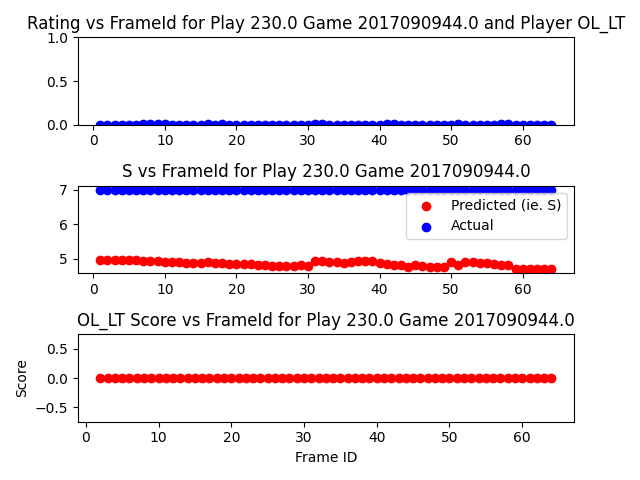 Rating vs FrameId for Play 230.0 Game 2017090944.0 and Player OL_LT
1.0
0.5
0.0
0 10 20 30 40 50 60
S vs FrameId for Play 230.0 Game 2017090944.0
7
6
5
Predicted (ie. S)
Actual
0 10 20 30 40 50 60
OL_LT Score vs FrameId for Play 230.0 Game 2017090944.0
Score
0.5
0.0
−0.5
0 10 20 30 40 50 60
Frame ID